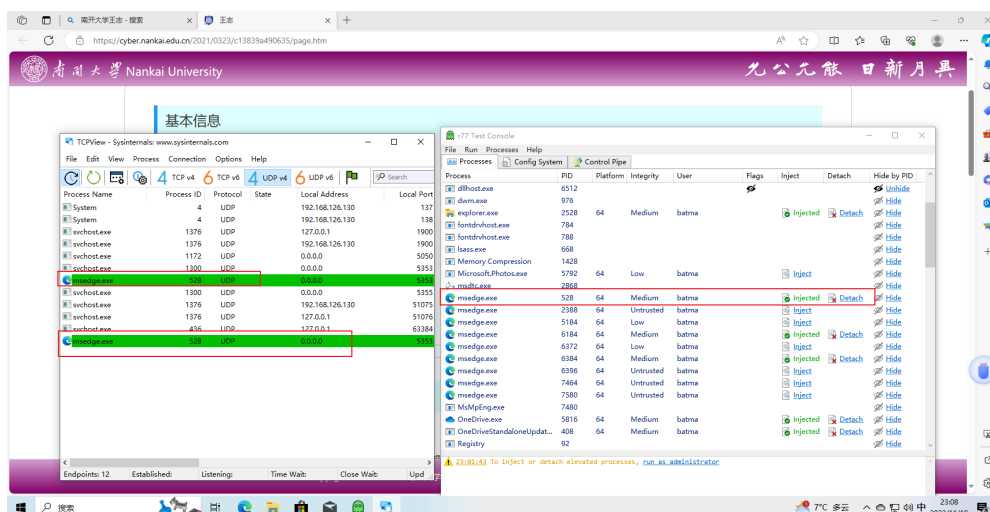 南开大学王志 - 搜索
王志
https://cyber.nankai.edu.cn/2021/0323/c13839a490635/page.htm
Nankai University
允公允能 日新月異
基本信息
TCPView - Sysinternals: www.sysinternals.com
File Edit View Process Connection Options Help
4 TCP v4 6 TCP v6 4 UDP v4 6 UDP v6 Search
Process Name Process ID Protocol State Local Address Local Port
System 4 UDP 192.168.126.130 137
System 4 UDP 192.168.126.130 138
svchost.exe 1376 UDP 127.0.0.1 1900
svchost.exe 1376 UDP 192.168.126.130 1900
svchost.exe 1172 UDP 0.0.0.0 5050
svchost.exe 1300 UDP 0.0.0.0 5353
msedge.exe 528 UDP 0.0.0.0 5353
svchost.exe 1300 UDP 0.0.0.0 5355
svchost.exe 1376 UDP 192.168.126.130 51075
svchost.exe 1376 UDP 127.0.0.1 51076
svchost.exe 436 UDP 127.0.0.1 63384
msedge.exe 528 UDP 0.0.0.0 5353
Endpoints: 12 Established: Listening: Time Wait: Close Wait: Upd
r77 Test Console
File Run Processes Help
Processes Config System Control Pipe
Process PID Platform Integrity User Flags Inject Detach Hide by PID
dllhost.exe 6512 Unhide
dwm.exe 976 Hide
explorer.exe 2528 64 Medium batma Injected Detach Hide
fontdrvhost.exe 784 Hide
fontdrvhost.exe 788 Hide
lsass.exe 668 Hide
Memory Compression 1428 Hide
Microsoft.Photos.exe 5792 64 Low batma Inject Hide
msdtc.exe 2868 Hide
msedge.exe 528 64 Medium batma Injected Detach Hide
msedge.exe 2388 64 Untrusted batma Inject Hide
msedge.exe 5184 64 Low batma Inject Hide
msedge.exe 6184 64 Medium batma Injected Detach Hide
msedge.exe 6372 64 Low batma Inject Hide
msedge.exe 6384 64 Medium batma Injected Detach Hide
msedge.exe 6396 64 Untrusted batma Inject Hide
msedge.exe 7464 64 Untrusted batma Inject Hide
msedge.exe 7580 64 Untrusted batma Inject Hide
MsMpEng.exe 7480 Hide
OneDrive.exe 5816 64 Medium batma Injected Detach Hide
OneDriveStandaloneUpdat... 408 64 Medium batma Injected Detach Hide
Registry 92 Hide
23:01:43 To inject or detach elevated processes, run as administrator
搜索
7°C 多云
中
23:08